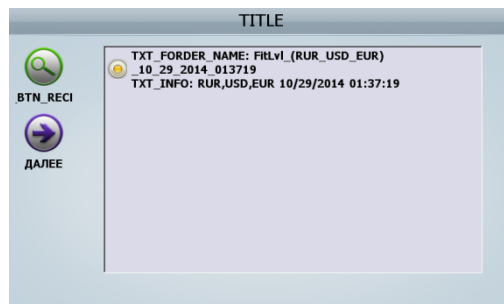 TITLE
TXT_FORDER_NAME: FitLvl_(RUR_USD_EUR)
_10_29_2014_013719
TXT_INFO: RUR,USD,EUR 10/29/2014 01:37:19
BTN_RECI
ДАЛЕЕ